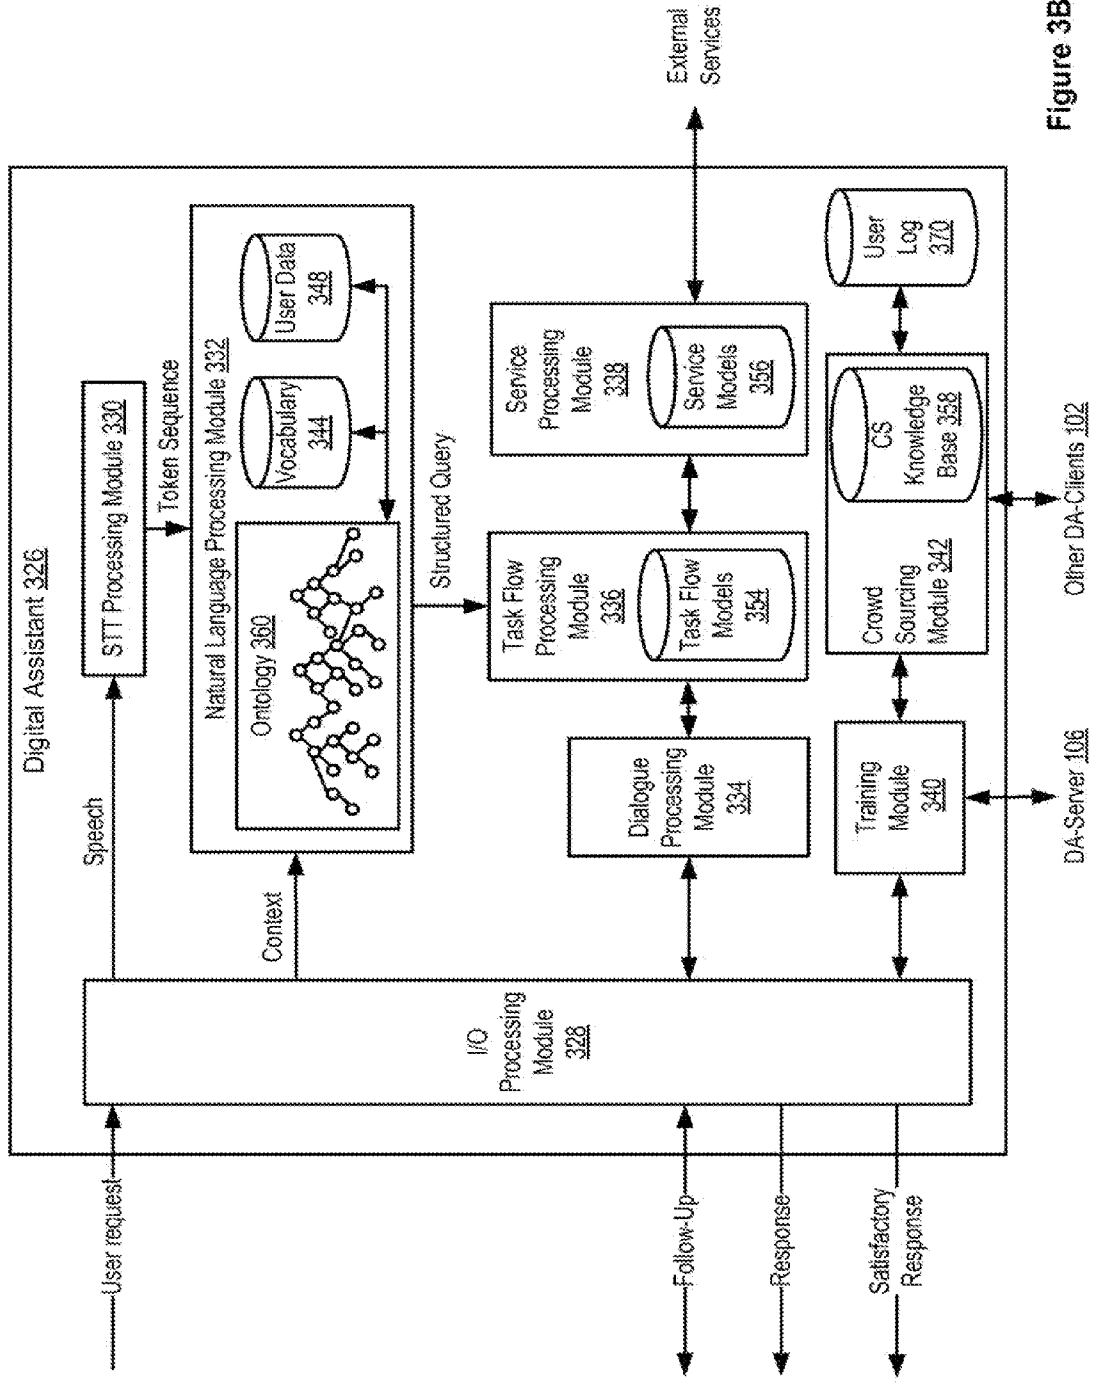 Digital Assistant 326
User request
Speech
STT Processing Module 330
Token Sequence
Natural Language Processing Module 332
Context
Ontology 360
Vocabulary
344
User Data
348
Structured Query
I/O
Processing
Module
328
Follow-Up
Response
Satisfactory
Response
Dialogue
Processing
Module
334
Task Flow
Processing
Module
336
Task Flow
Models
354
Service
Processing
Module
338
Service
Models
356
External
Services
Training
Module
340
Crowd
Sourcing
Module 342
CS
Knowledge
Base 358
User
Log
370
DA-Server 106
Other DA-Clients 102
Figure 3B